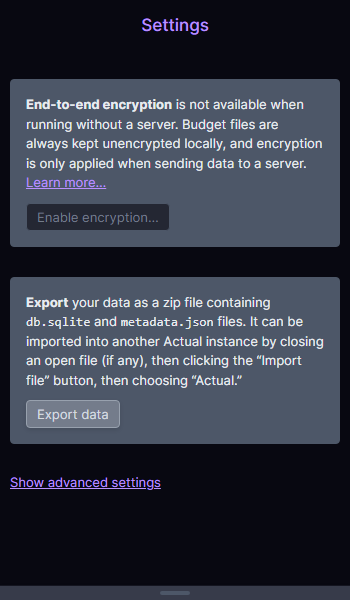 Settings
End-to-end encryption is not available when
running without a server. Budget files are
always kept unencrypted locally, and encryption
is only applied when sending data to a server.
Learn more...
Enable encryption...
Export your data as a zip file containing
db.sqlite and metadata.json files. It can be
imported into another Actual instance by closing
an open file (if any), then clicking the “Import
file” button, then choosing “Actual.”
Export data
Show advanced settings